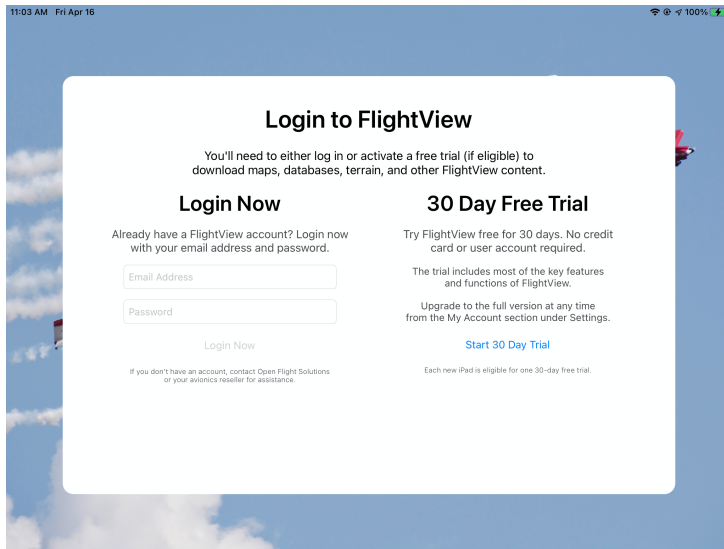 11:03 AM Fri Apr 16
100%
Login to FlightView
You'll need to either log in or activate a free trial (if eligible) to
download maps, databases, terrain, and other FlightView content.
Login Now
Already have a FlightView account? Login now
with your email address and password.
Email Address
Password
Login Now
If you don't have an account, contact Open Flight Solutions
or your avionics reseller for assistance.
30 Day Free Trial
Try FlightView free for 30 days. No credit
card or user account required.
The trial includes most of the key features
and functions of FlightView.
Upgrade to the full version at any time
from the My Account section under Settings.
Start 30 Day Trial
Each new iPad is eligible for one 30-day free trial.